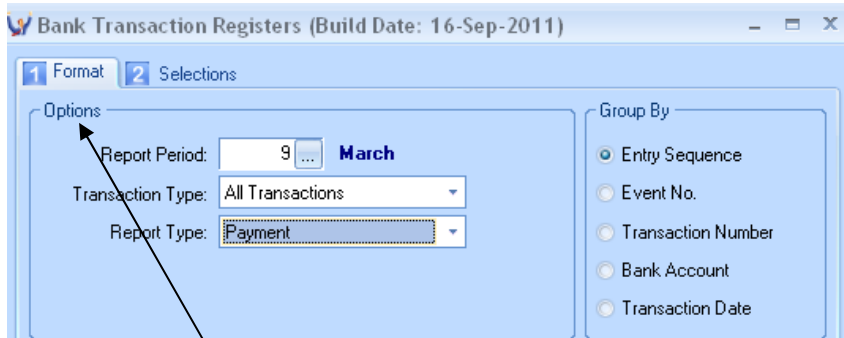 Bank Transaction Registers (Build Date: 16-Sep-2011)
1 Format 2 Selections
Options
Report Period: 9 ... March
Transaction Type: All Transactions
Report Type: Payment
Group By
Entry Sequence
Event No.
Transaction Number
Bank Account
Transaction Date